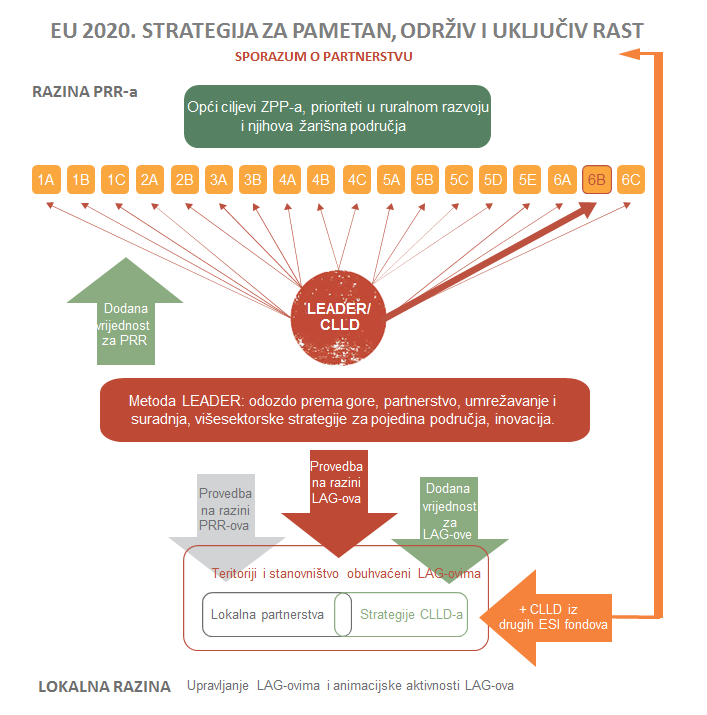 EU 2020. STRATEGIJA ZA PAMETAN, ODRŽIV I UKLJUČIV RAST
SPORAZUM O PARTNERSTVU
RAZINA PRR-a
Opći ciljevi ZPP-a, prioriteti u ruralnom razvoju
i njihova žarišna područja
1A 1B 1C 2A 2B 3A 3B 4A 4B 4C 5A 5B 5C 5D 5E 6A 6B 6C
LEADER/
CLLD
Dodana
vrijednost
za PRR
Metoda LEADER: odozdo prema gore, partnerstvo, umrežavanje i
suradnja, višesektorske strategije za pojedina područja, inovacija.
Provedba
na razini
PRR-ova
Provedba
na razini
LAG-ova
Dodana
vrijednost
za
LAG-ove
Teritoriji i stanovništvo obuhvaćeni LAG-ovima
Lokalna partnerstva
Strategije CLLD-a
+ CLLD iz
drugih ESI fondova
LOKALNA RAZINA
Upravljanje LAG-ovima i animacijske aktivnosti LAG-ova